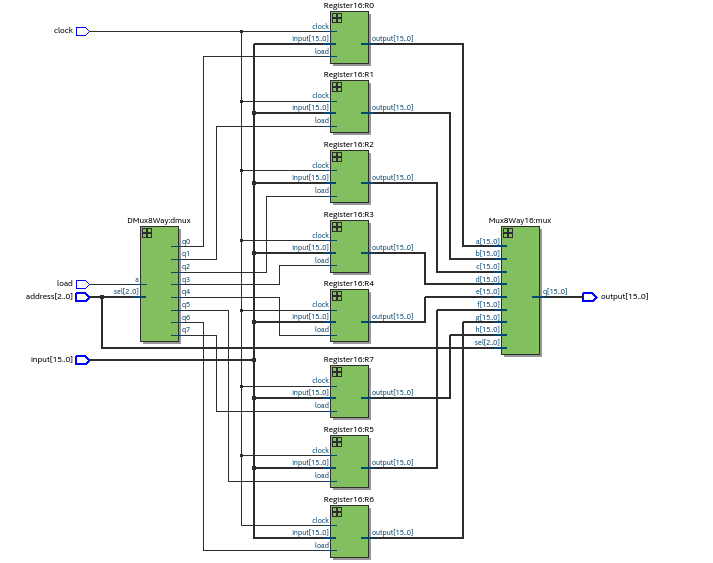 Register16:R0
clock
clock
input[15..0]
output[15..0]
load
Register16:R1
clock
input[15..0]
output[15..0]
load
Register16:R2
clock
input[15..0]
output[15..0]
load
Register16:R3
clock
input[15..0]
output[15..0]
load
DMux8Way:dmux
q0
q1
q2
q3
q4
q5
q6
q7
a
sel[2..0]
load
address[2..0]
input[15..0]
Mux8Way16:mux
a[15..0]
b[15..0]
c[15..0]
d[15..0]
e[15..0]
f[15..0]
g[15..0]
h[15..0]
sel[2..0]
q[15..0]
output[15..0]
Register16:R4
clock
input[15..0]
output[15..0]
load
Register16:R7
clock
input[15..0]
output[15..0]
load
Register16:R5
clock
input[15..0]
output[15..0]
load
Register16:R6
clock
input[15..0]
output[15..0]
load